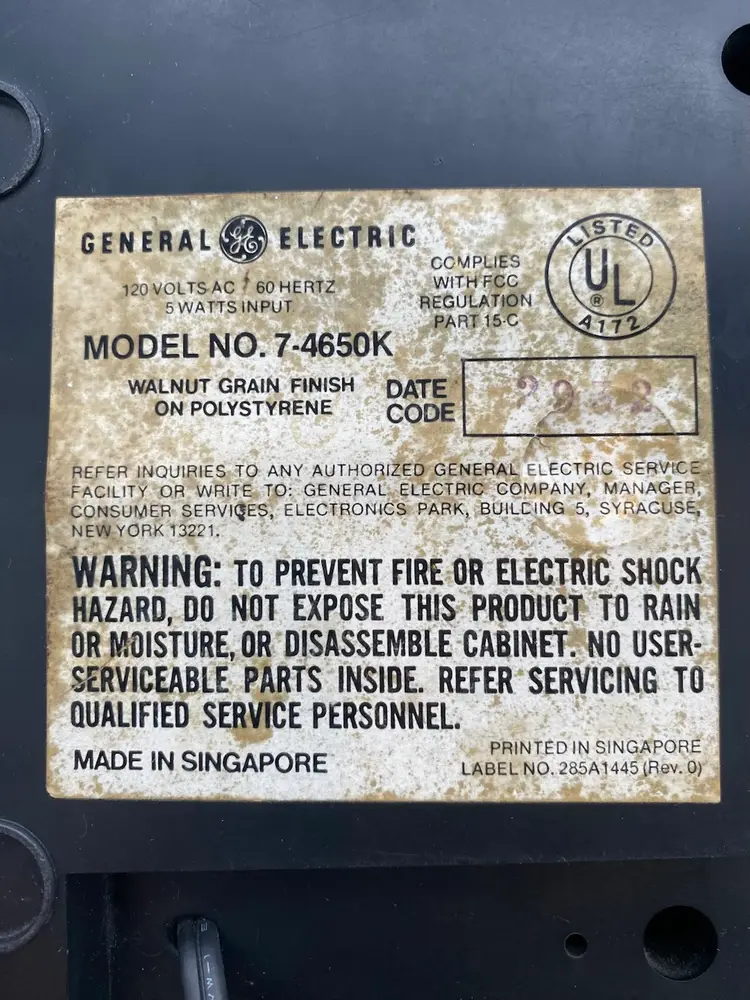 GENERAL GE ELECTRIC
120 VOLTS AC 60 HERTZ
5 WATTS INPUT
COMPLIES
WITH FCC
REGULATION
PART 15-C
LISTED
UL
®
A172
MODEL NO. 7-4650K
WALNUT GRAIN FINISH
ON POLYSTYRENE
DATE
CODE
REFER INQUIRIES TO ANY AUTHORIZED GENERAL ELECTRIC SERVICE
FACILITY OR WRITE TO: GENERAL ELECTRIC COMPANY, MANAGER,
CONSUMER SERVICES, ELECTRONICS PARK, BUILDING 5, SYRACUSE,
NEW YORK 13221.
WARNING: TO PREVENT FIRE OR ELECTRIC SHOCK
HAZARD, DO NOT EXPOSE THIS PRODUCT TO RAIN
OR MOISTURE, OR DISASSEMBLE CABINET. NO USER-
SERVICEABLE PARTS INSIDE. REFER SERVICING TO
QUALIFIED SERVICE PERSONNEL.
MADE IN SINGAPORE
PRINTED IN SINGAPORE
LABEL NO. 285A1445 (Rev. 0)